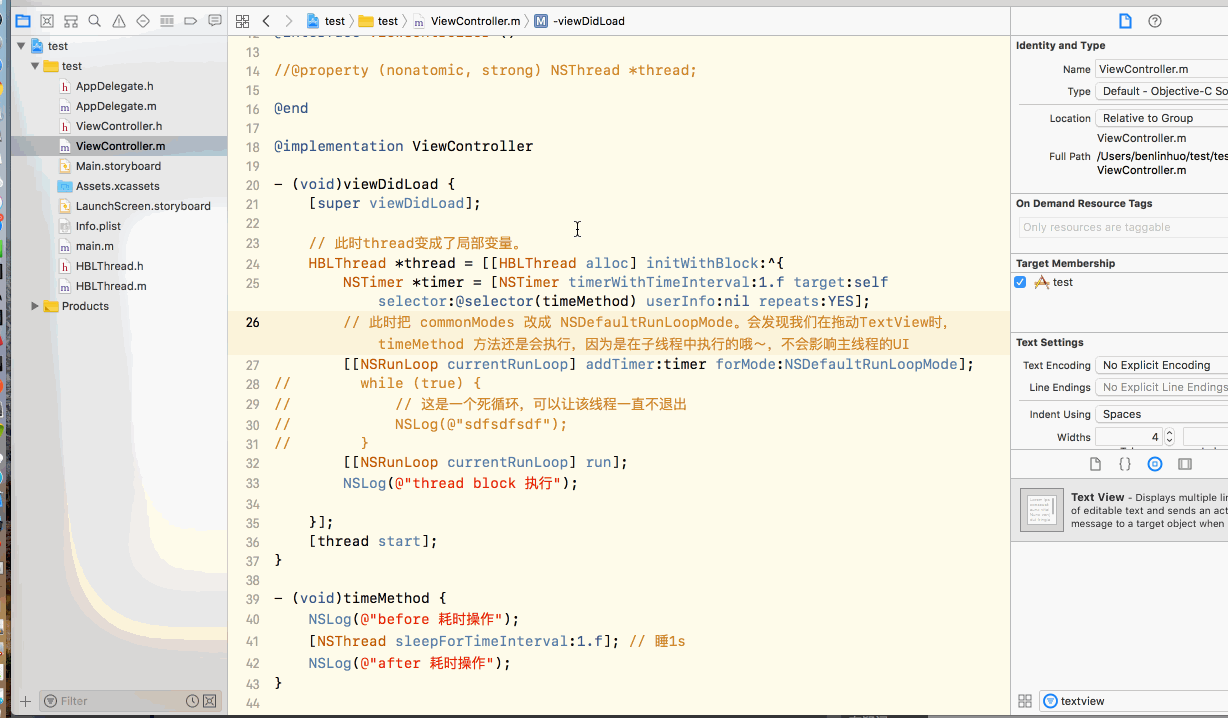 test
test
AppDelegate.h
AppDelegate.m
ViewController.h
ViewController.m
Main.storyboard
Assets.xcassets
LaunchScreen.storyboard
Info.plist
main.m
HBLThread.h
HBLThread.m
Products
Filter
test 〉 test 〉 ViewController.m 〉 M -viewDidLoad
13
14 //@property (nonatomic, strong) NSThread *thread;
15
16 @end
17
18 @implementation ViewController
19
20 - (void)viewDidLoad {
21 [super viewDidLoad];
22
23 // 此时thread变成了局部变量。
24 HBLThread *thread = [[HBLThread alloc] initWithBlock:^{
25 NSTimer *timer = [NSTimer timerWithTimeInterval:1.f target:self
selector:@selector(timeMethod) userInfo:nil repeats:YES];
26 // 此时把 commonModes 改成 NSDefaultRunLoopMode。会发现我们在拖动TextView时，
timeMethod 方法还是会执行，因为是在子线程中执行的哦～，不会影响主线程的UI
27 [[NSRunLoop currentRunLoop] addTimer:timer forMode:NSDefaultRunLoopMode];
28 // while (true) {
29 // // 这是一个死循环，可以让该线程一直不退出
30 // NSLog(@"sdfsdfsdf");
31 // }
32 [[NSRunLoop currentRunLoop] run];
33 NSLog(@"thread block 执行");
34
35 }];
36 [thread start];
37 }
38
39 - (void)timeMethod {
40 NSLog(@"before 耗时操作");
41 [NSThread sleepForTimeInterval:1.f]; // 睡1s
42 NSLog(@"after 耗时操作");
43 }
44
Identity and Type
Name ViewController.m
Type Default - Objective-C So
Location Relative to Group
ViewController.m
Full Path /Users/benlinhuo/test/tes
ViewController.m
On Demand Resource Tags
Only resources are taggable
Target Membership
test
Text Settings
Text Encoding No Explicit Encoding
Line Endings No Explicit Line Endings
Indent Using Spaces
Widths 4
Text View - Displays multiple lin
of editable text and sends an act
message to a target object when
textview